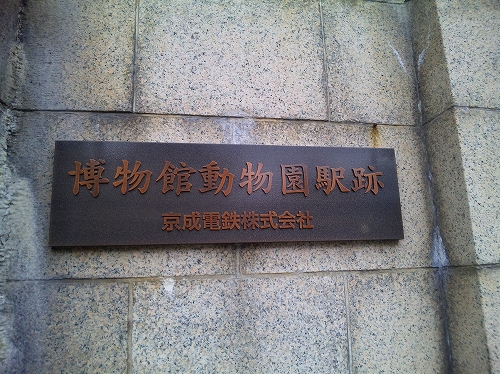 博物館動物園駅跡
京成電鉄株式会社